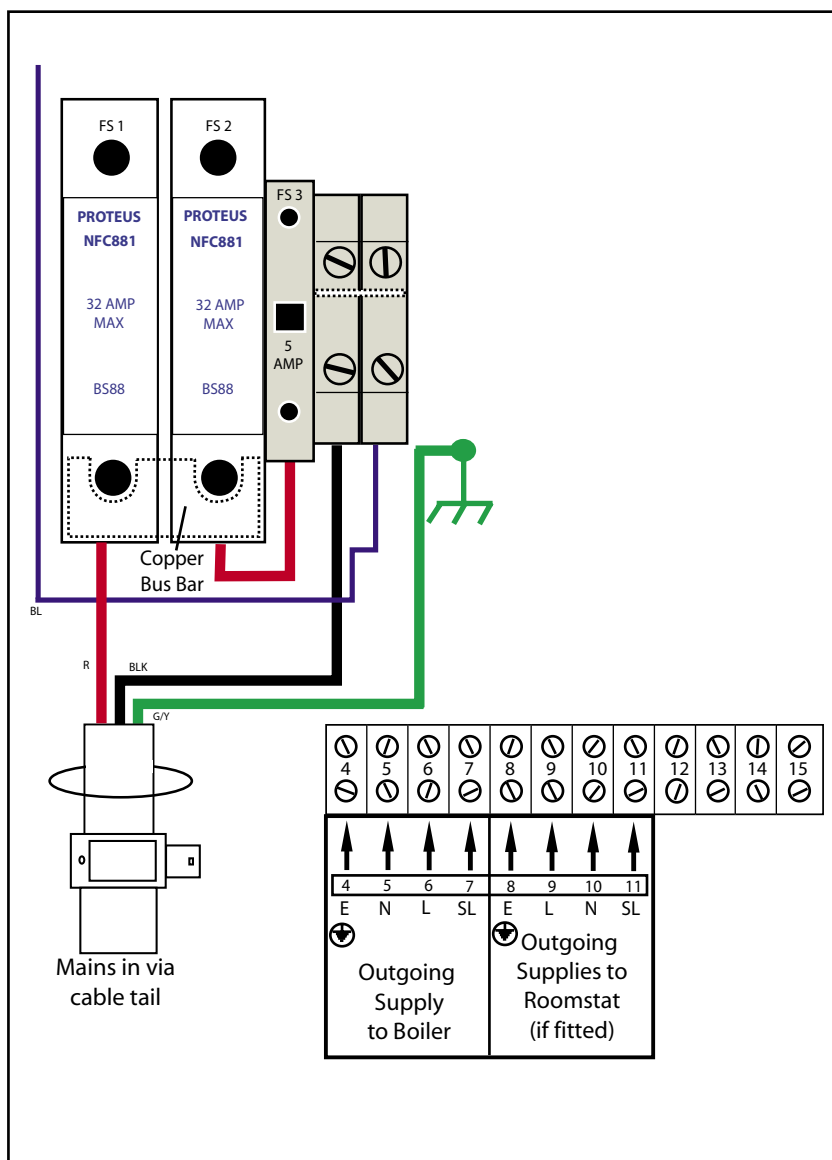 FS 1
FS 2
FS 3
PROTEUS
NFC881
32 AMP
MAX
BS88
PROTEUS
NFC881
32 AMP
MAX
BS88
5
AMP
Copper
Bus Bar
BL
R
BLK
G/Y
Mains in via
cable tail
4 5 6 7 8 9 10 11 12 13 14 15
4 5 6 7 8 9 10 11
E N L SL E L N SL
Outgoing
Supply
to Boiler
Outgoing
Supplies to
Roomstat
(if fitted)